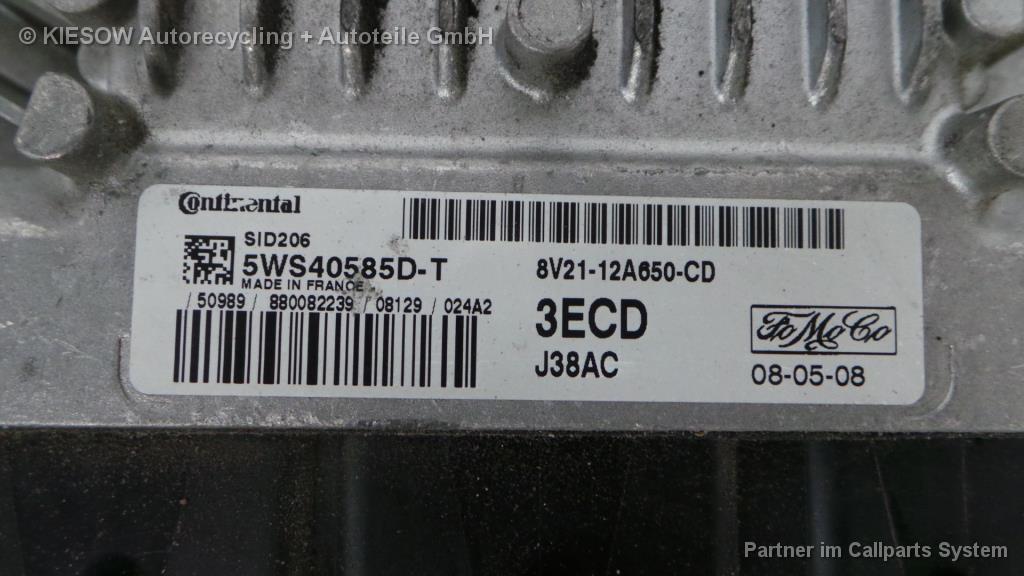 © KIESOW Autorecycling + Autoteile GmbH
Continental
SID206
5WS40585D-T
MADE IN FRANCE
/ 50989 / 880082239 / 08129 / 024A2
8V21-12A650-CD
3ECD
J38AC
FoMoCo
08-05-08
Partner im Callparts System